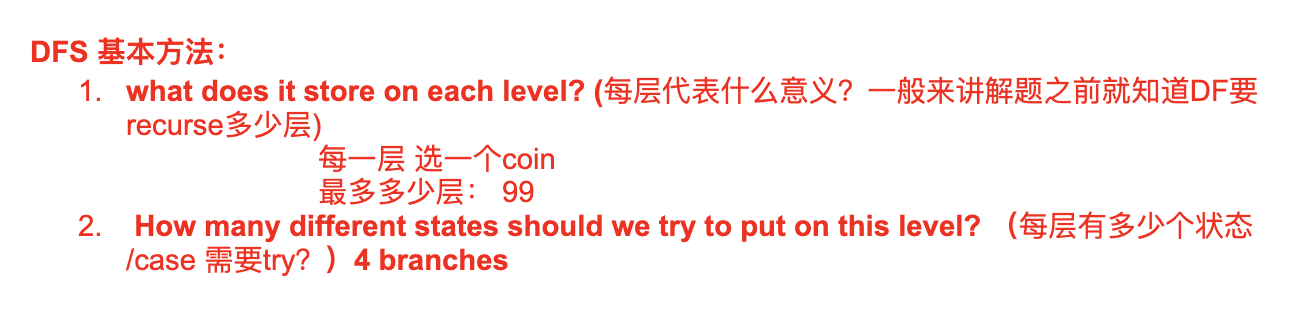 DFS 基本方法：
1. what does it store on each level? (每层代表什么意义？一般来讲解题之前就知道DF要
recurse多少层)
每一层 选一个coin
最多多少层： 99
2. How many different states should we try to put on this level? （每层有多少个状态
/case 需要try？）4 branches